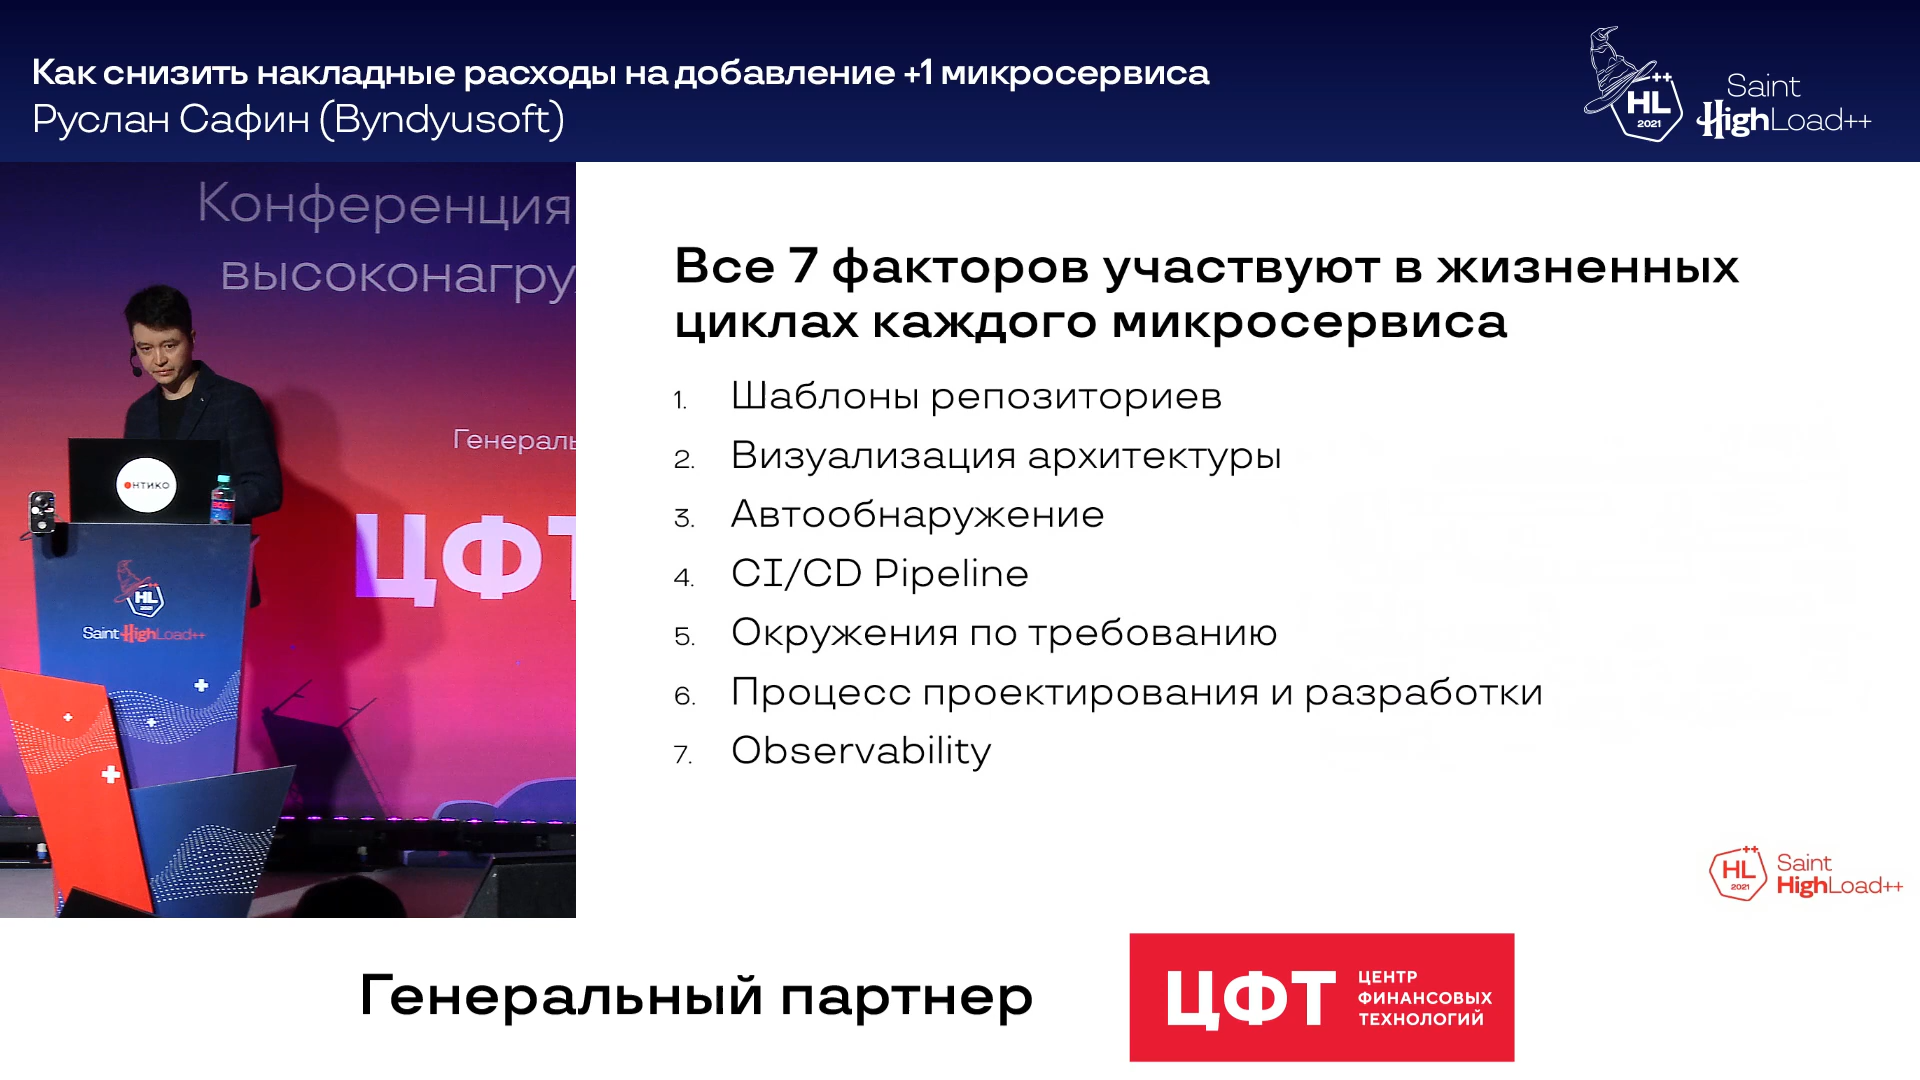 Как снизить накладные расходы на добавление +1 микросервиса
Руслан Сафин (Byndyusoft)
++
HL
2021
Saint
HighLoad++
Конференция
высоконагру
Генераль
ЦФТ
ОНТИКО
HL
Saint HighLoad++
Все 7 факторов участвуют в жизненных
циклах каждого микросервиса
1. Шаблоны репозиториев
2. Визуализация архитектуры
3. Автообнаружение
4. CI/CD Pipeline
5. Окружения по требованию
6. Процесс проектирования и разработки
7. Observability
++
HL
2021
Saint
HighLoad++
Генеральный партнер
ЦФТ
ЦЕНТР
ФИНАНСОВЫХ
ТЕХНОЛОГИЙ